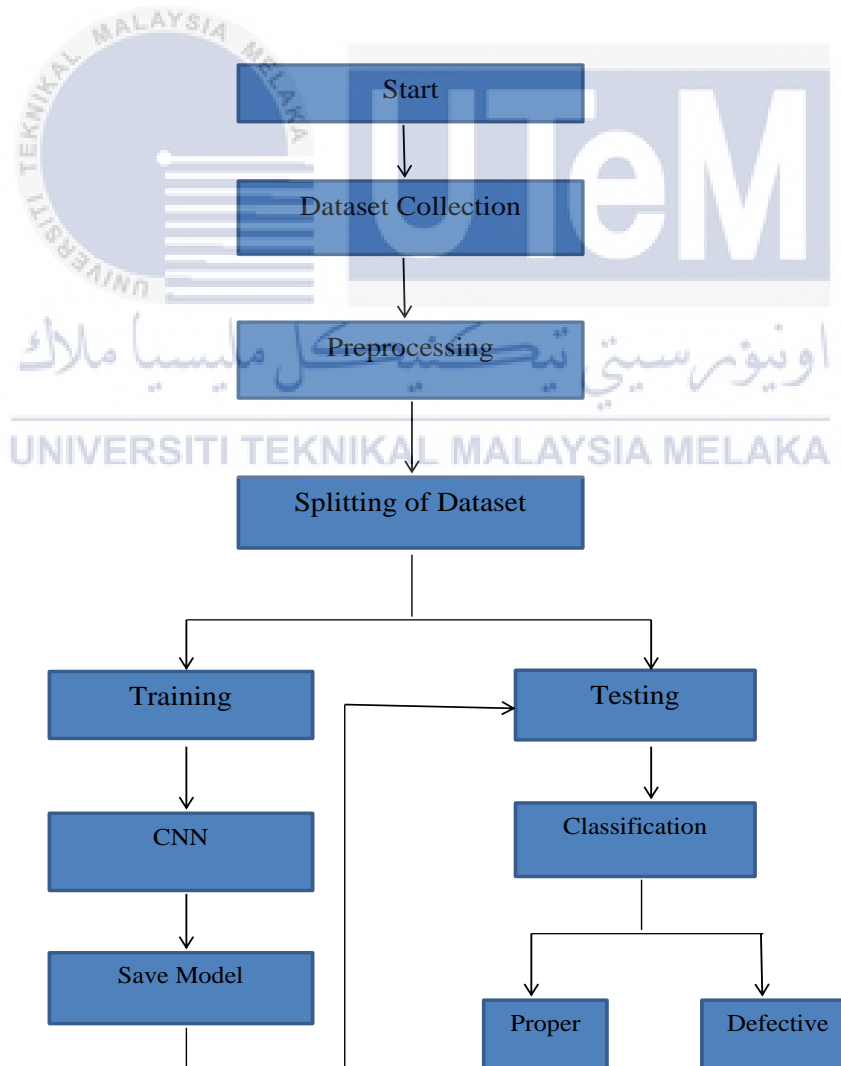 UNIVERSITI TEKNIKAL MALAYSIA MELAKA
UTeM
Start
Dataset Collection
Preprocessing
اونيۏرسيتي تيكنيكل مليسيا ملاك
UNIVERSITI TEKNIKAL MALAYSIA MELAKA
Splitting of Dataset
Training
Testing
CNN
Classification
Save Model
Proper
Defective